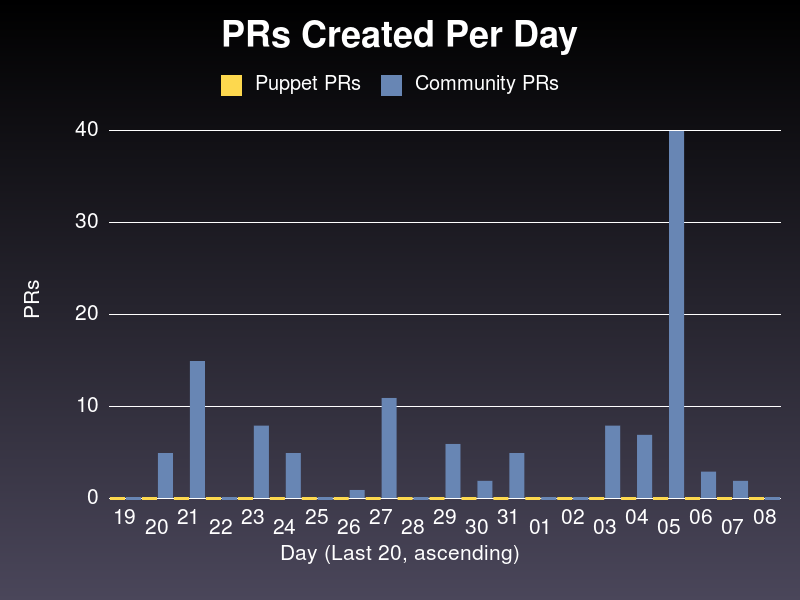 PRs Created Per Day
Puppet PRs Community PRs
40
30
20
10
0
PRs
19 20 21 22 23 24 25 26 27 28 29 30 31 01 02 03 04 05 06 07 08
Day (Last 20, ascending)